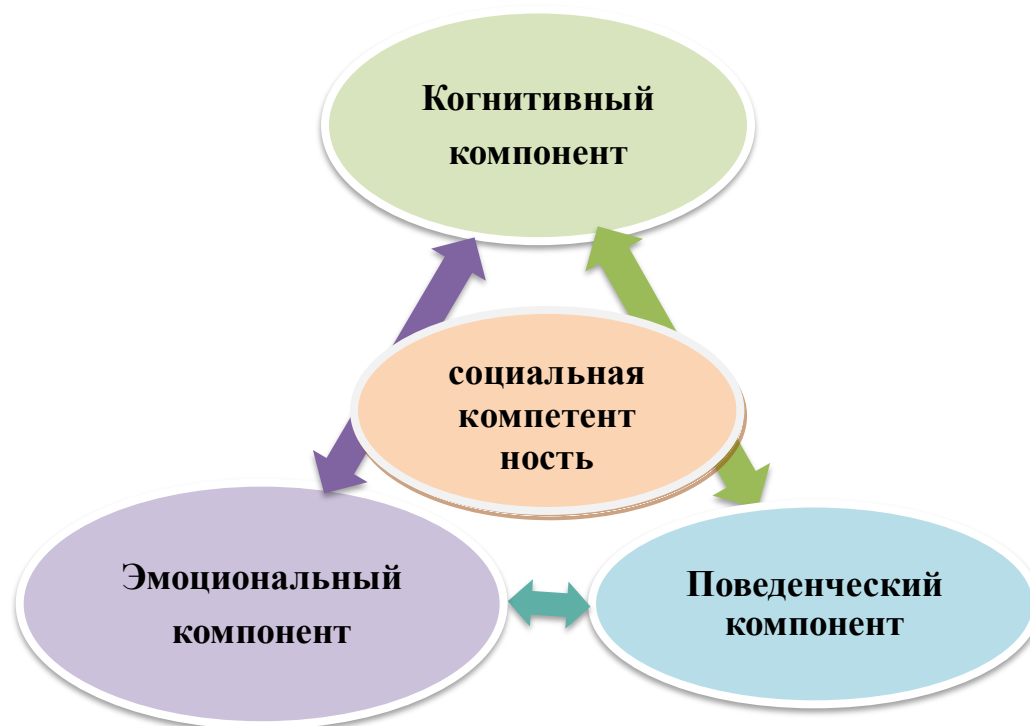 Когнитивный
компонент
социальная
компетент
ность
Эмоциональный
компонент
Поведенческий
компонент